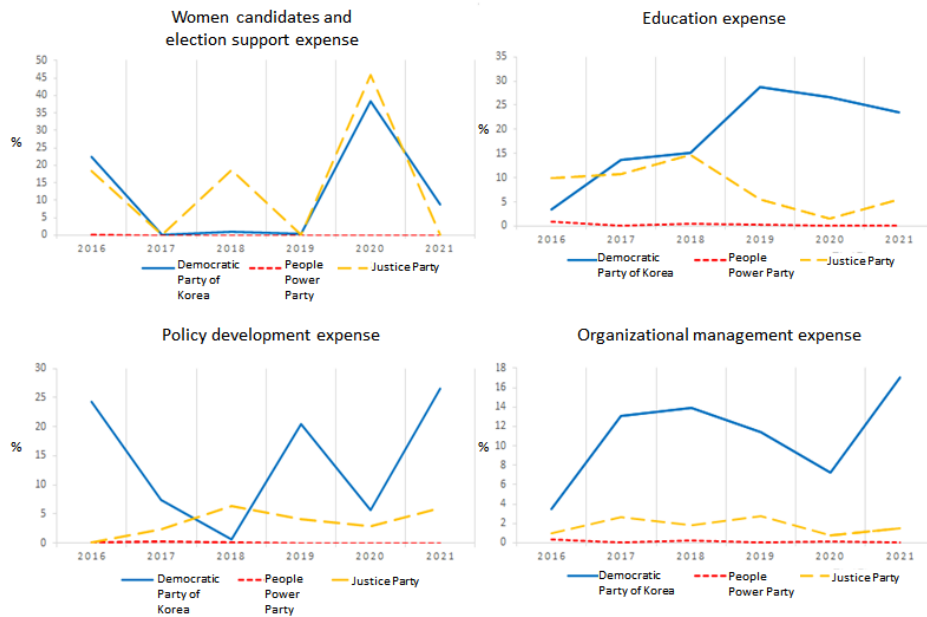 Women candidates and
election support expense
50
45
40
35
30
25
20
15
10
5
0
%
2016 2017 2018 2019 2020 2021
Democratic
Party of
Korea
People
Power
Party
Justice Party
Education expense
35
30
25
20
15
10
5
0
%
2016 2017 2018 2019 2020 2021
Democratic
Party of Korea
People
Power Party
Justice Party
Policy development expense
30
25
20
15
10
5
0
%
2016 2017 2018 2019 2020 2021
Democratic
Party of
Korea
People
Power
Party
Justice Party
Organizational management expense
18
16
14
12
10
8
6
4
2
0
%
2016 2017 2018 2019 2020 2021
Democratic
Party of Korea
People
Power Party
Justice Party